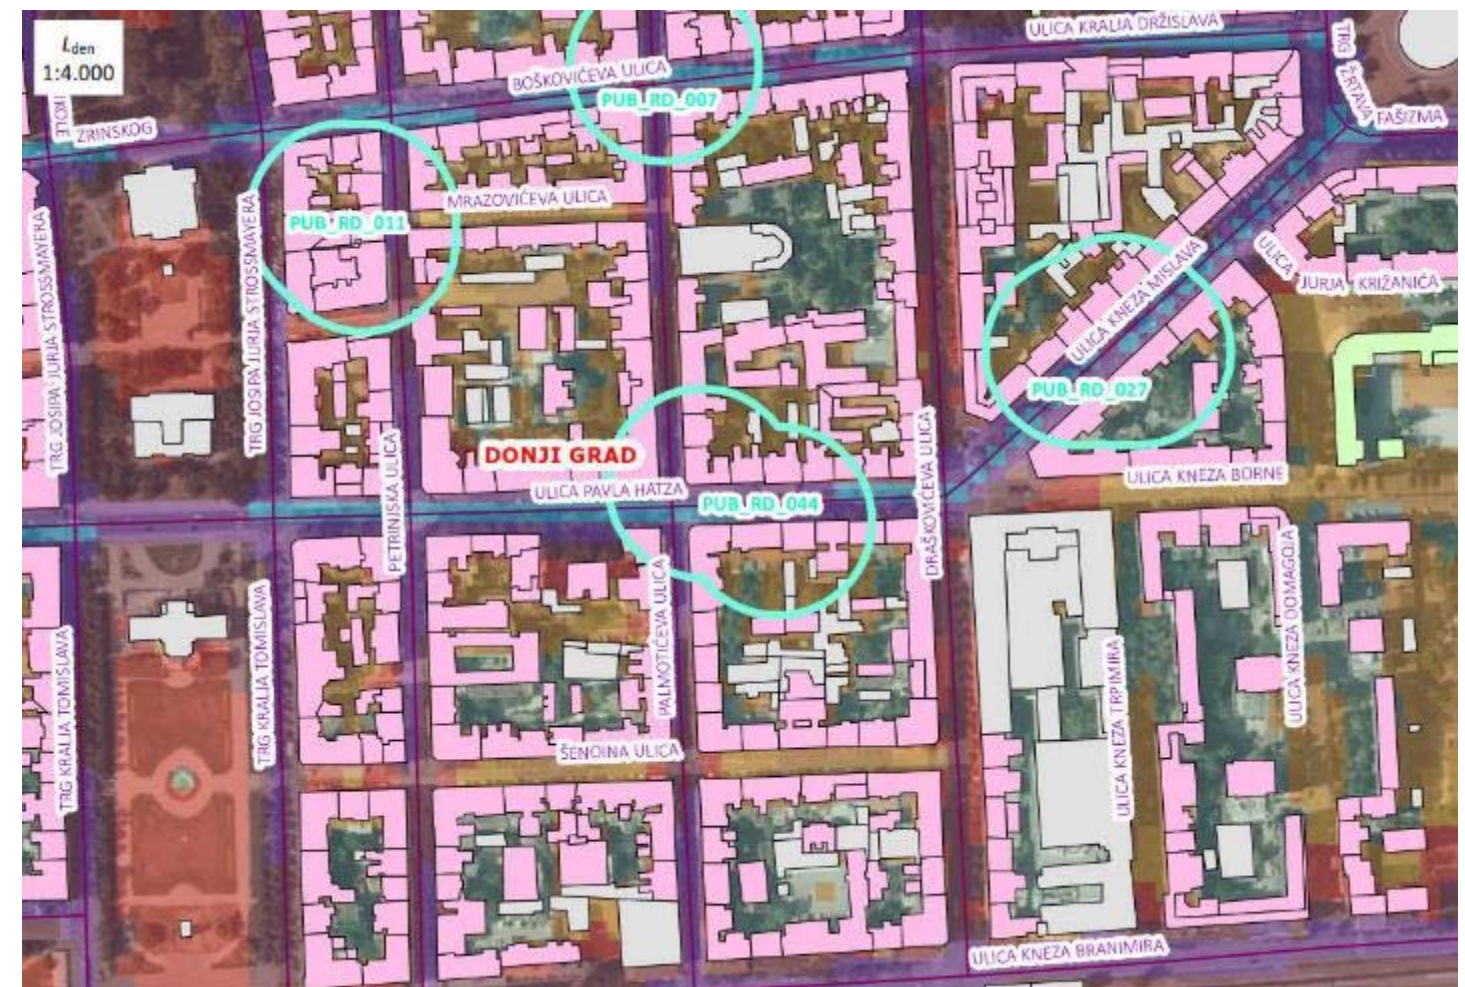 Lden
1:4.000
ULICA KRALJA DRŽISLAVA
TRG ŽRTAVA FAŠIZMA
ZRINSKOG
BOŠKOVIĆEVA ULICA
PUB_RD_007
MRAZOVIĆEVA ULICA
PUB_RD_011
TRG JOSIPA JURJA STROSSMAYERA
TRG JOSIPA JURJA STROSSMAYERA
ULICA KNEZA MISLAVA
ULICA JURJA KRIŽANIĆA
PUB_RD_027
DONJI GRAD
ULICA PAVLA HATZA
PUB_RD_044
ULICA KNEZA BORNE
PETRINJSKA ULICA
DRAŠKOVIĆEVA ULICA
PALMOTIĆEVA ULICA
TRG KRALJA TOMISLAVA
TRG KRALJA TOMISLAVA
ULICA KNEZA TRPIMIRA
ULICA KNEZA DOMAGOJA
ŠENOINA ULICA
ULICA KNEZA BRANIMIRA